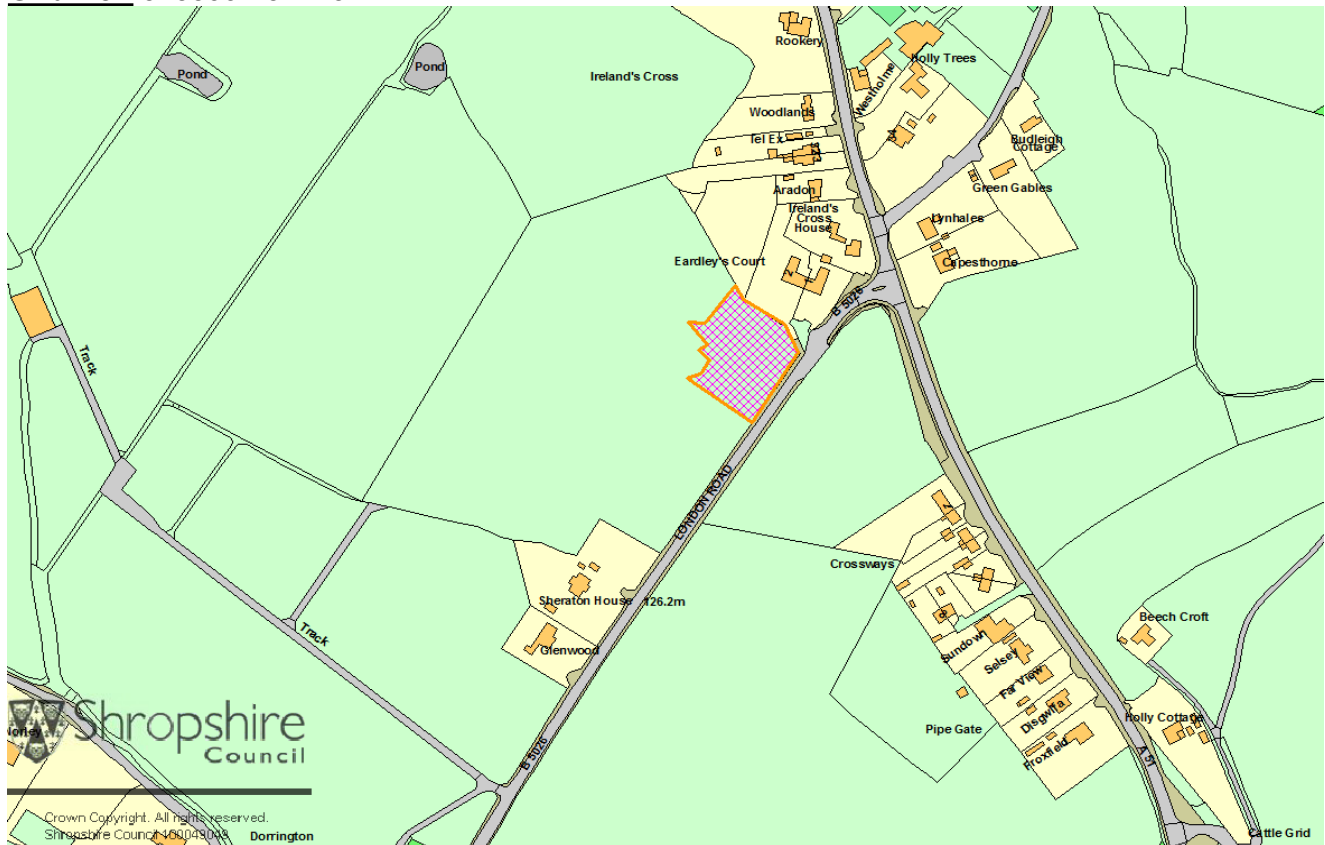 Pond
Pond
Ireland's Cross
Rookery
Holly Trees
Westholme
Woodlands
Tel Ex
Budleigh
Cottage
Green Gables
Aradon
Ireland's
Cross
House
Lynhales
Eardley's Court
2
Capesthorne
B 5026
Track
LONDON ROAD
Crossways
Sheraton House
126.2m
Glenwood
Beech Croft
Sundown
Selsey
Far View
Disgwifa
Froxfield
Holly Cottage
Pipe Gate
Track
A 51
B 5026
Shropshire
Council
Crown Copyright. All rights reserved.
Shropshire Council 100049049
Dorrington
Cattle Grid